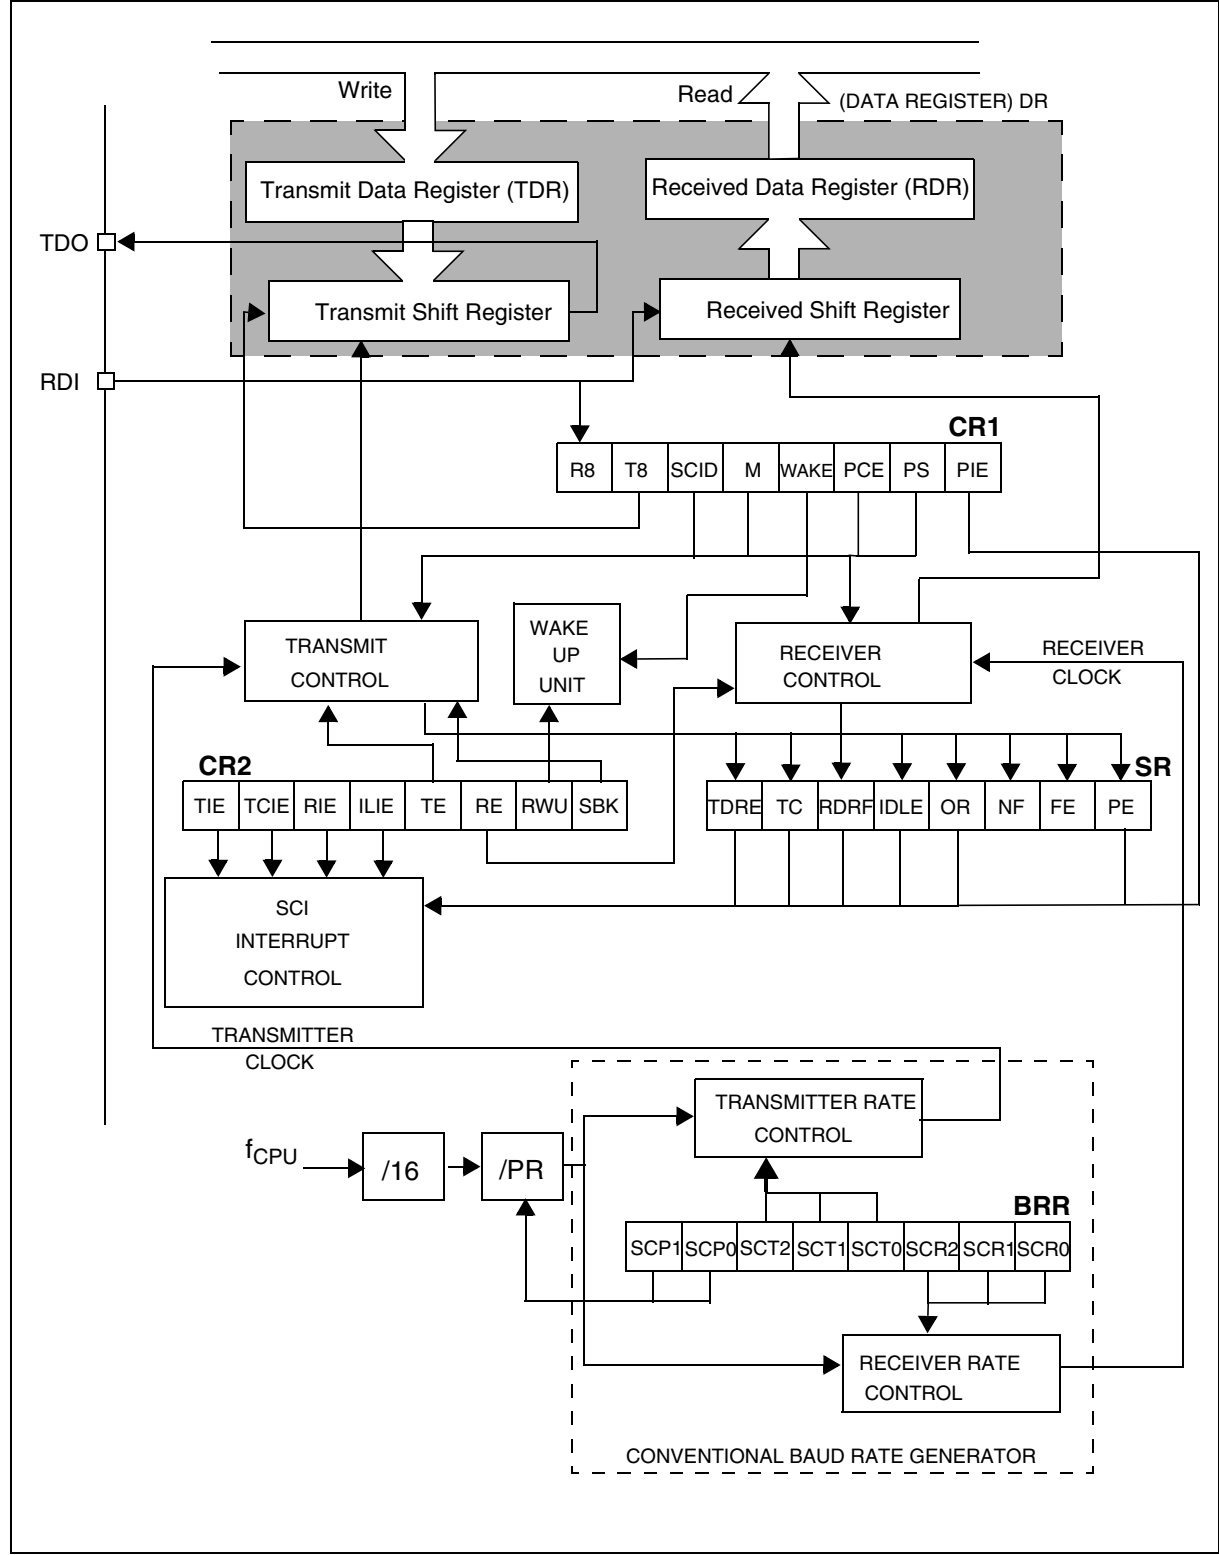 Write
Read
(DATA REGISTER) DR
Transmit Data Register (TDR)
Received Data Register (RDR)
TDO
Transmit Shift Register
Received Shift Register
RDI
CR1
R8 T8 SCID M WAKE PCE PS PIE
TRANSMIT
CONTROL
WAKE
UP
UNIT
RECEIVER
CONTROL
RECEIVER
CLOCK
CR2
TIE TCIE RIE ILIE TE RE RWU SBK
SR
TDRE TC RDRF IDLE OR NF FE PE
SCI
INTERRUPT
CONTROL
TRANSMITTER
CLOCK
TRANSMITTER RATE
CONTROL
fCPU
/16
/PR
BRR
SCP1 SCP0 SCT2 SCT1 SCT0 SCR2 SCR1 SCR0
RECEIVER RATE
CONTROL
CONVENTIONAL BAUD RATE GENERATOR